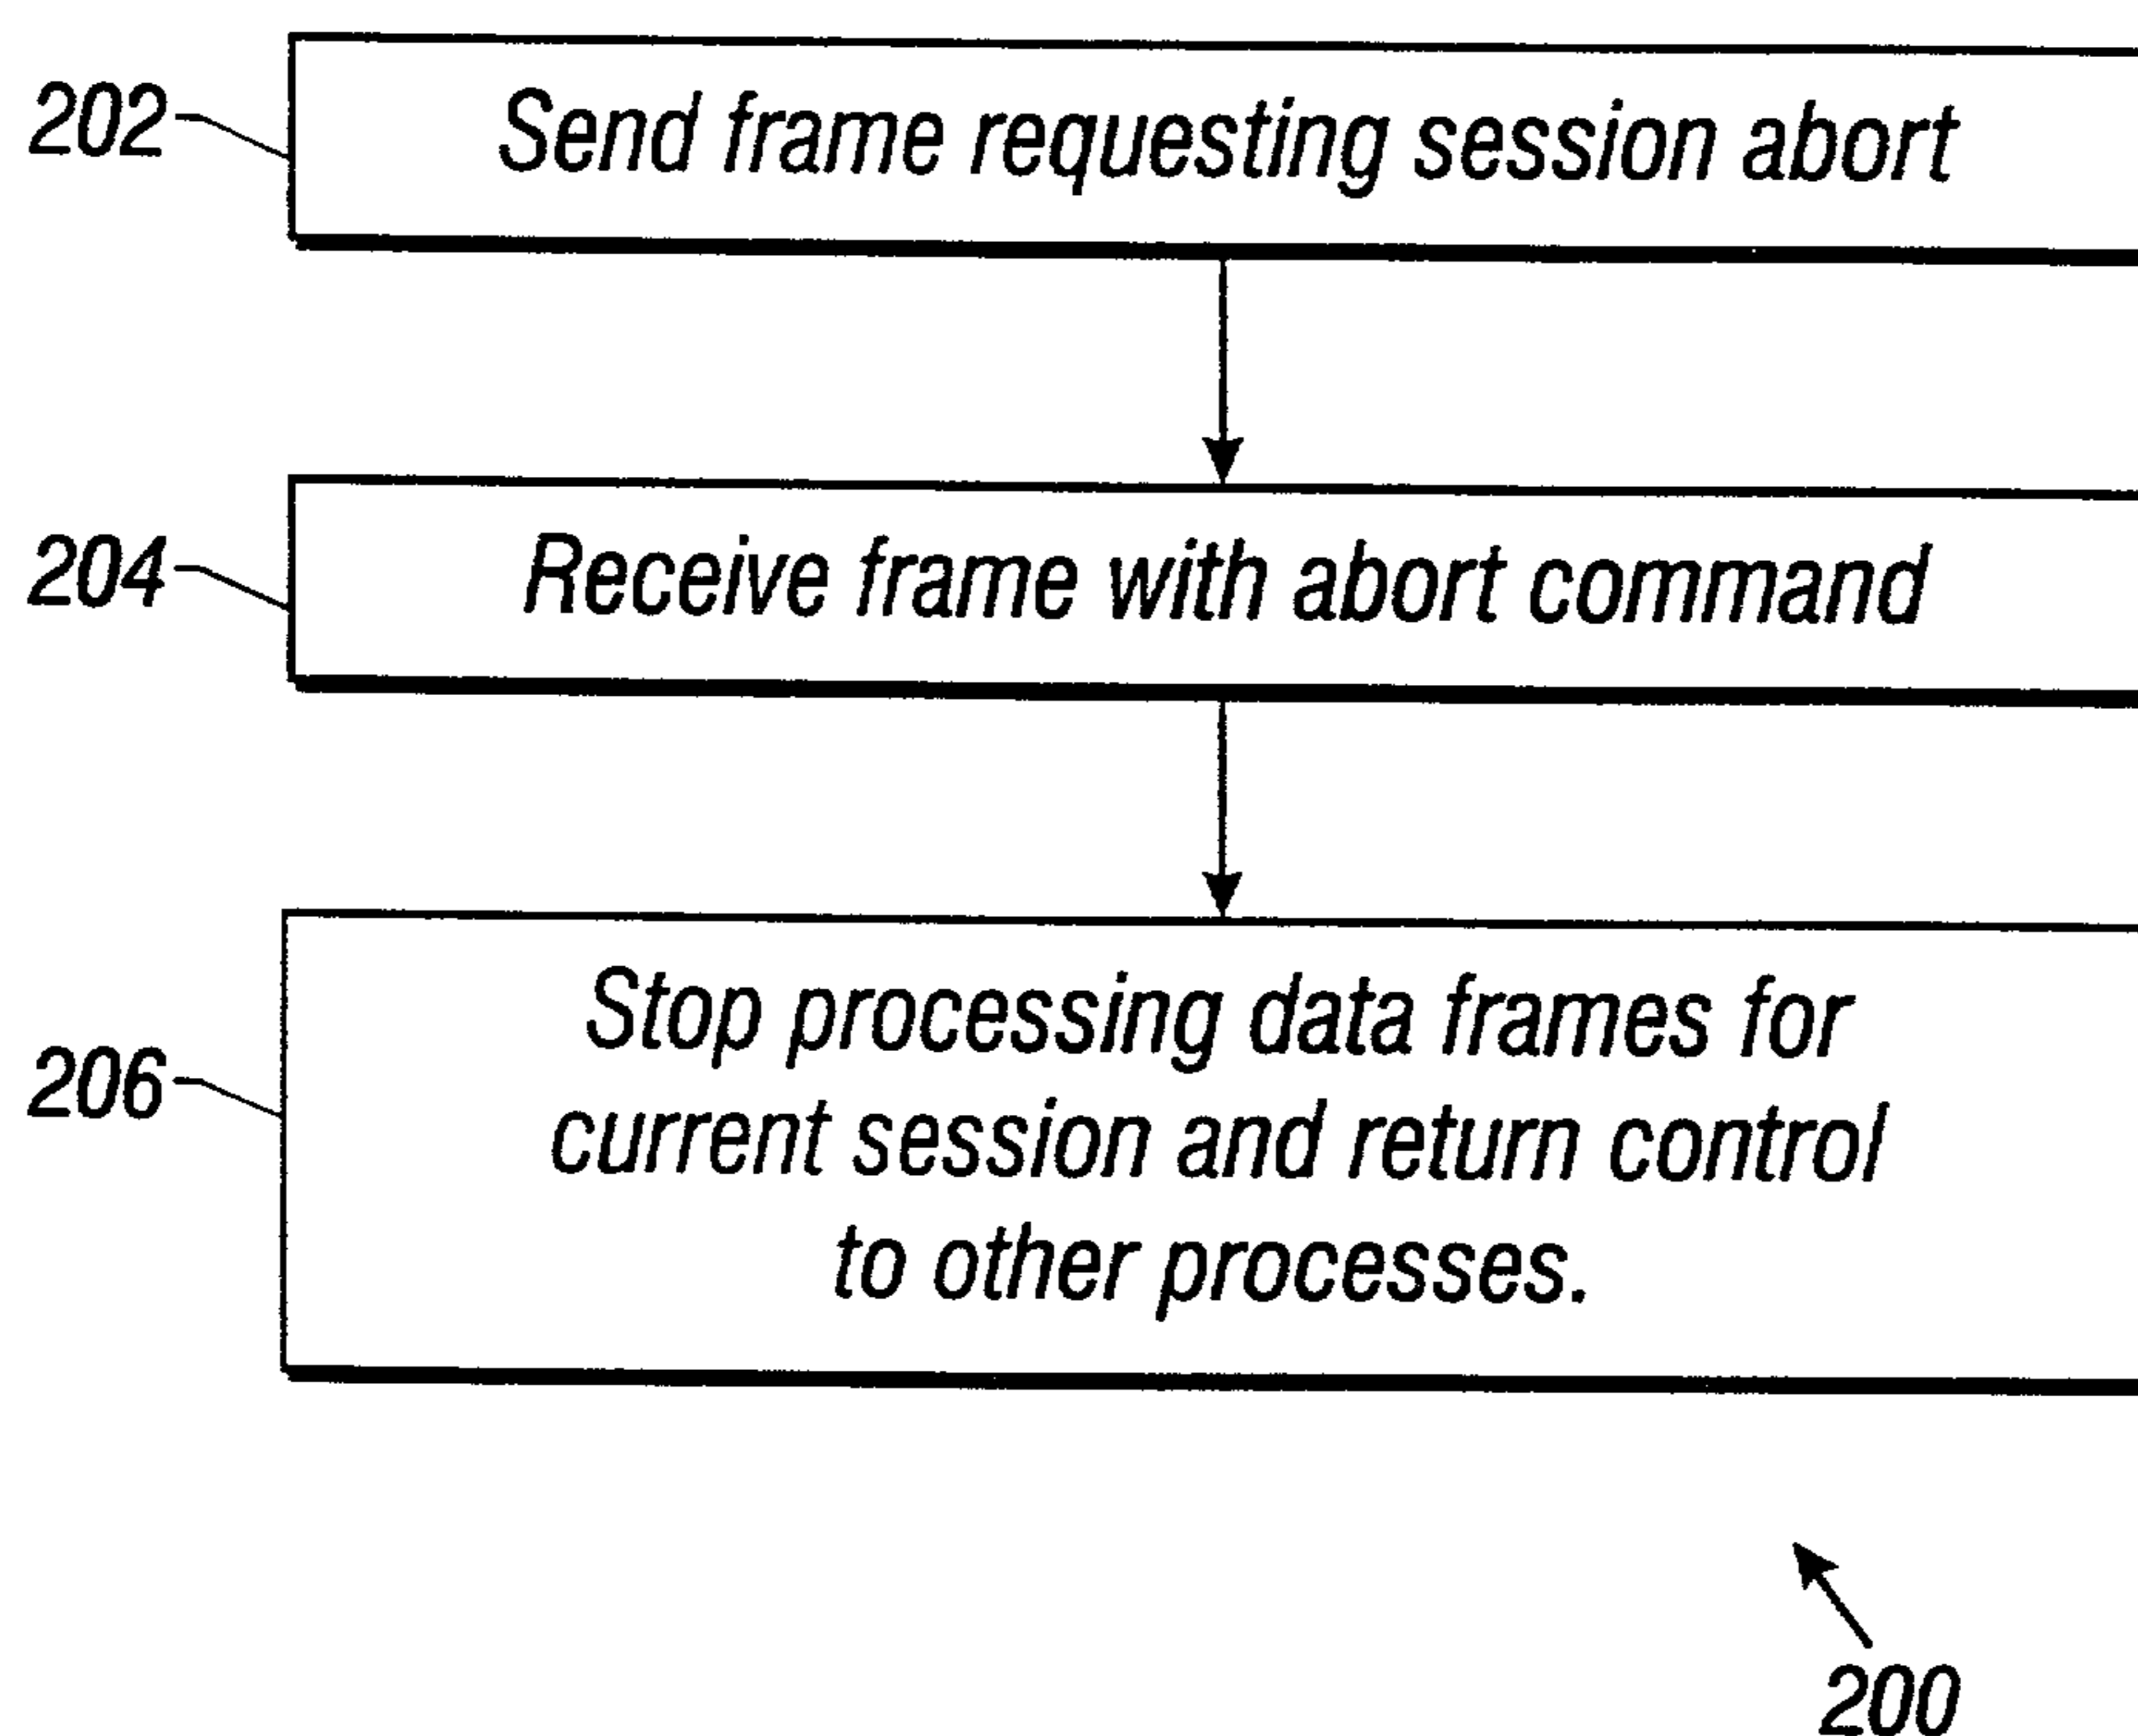 202
Send frame requesting session abort
204
Receive frame with abort command
206
Stop processing data frames for
current session and return control
to other processes.
200